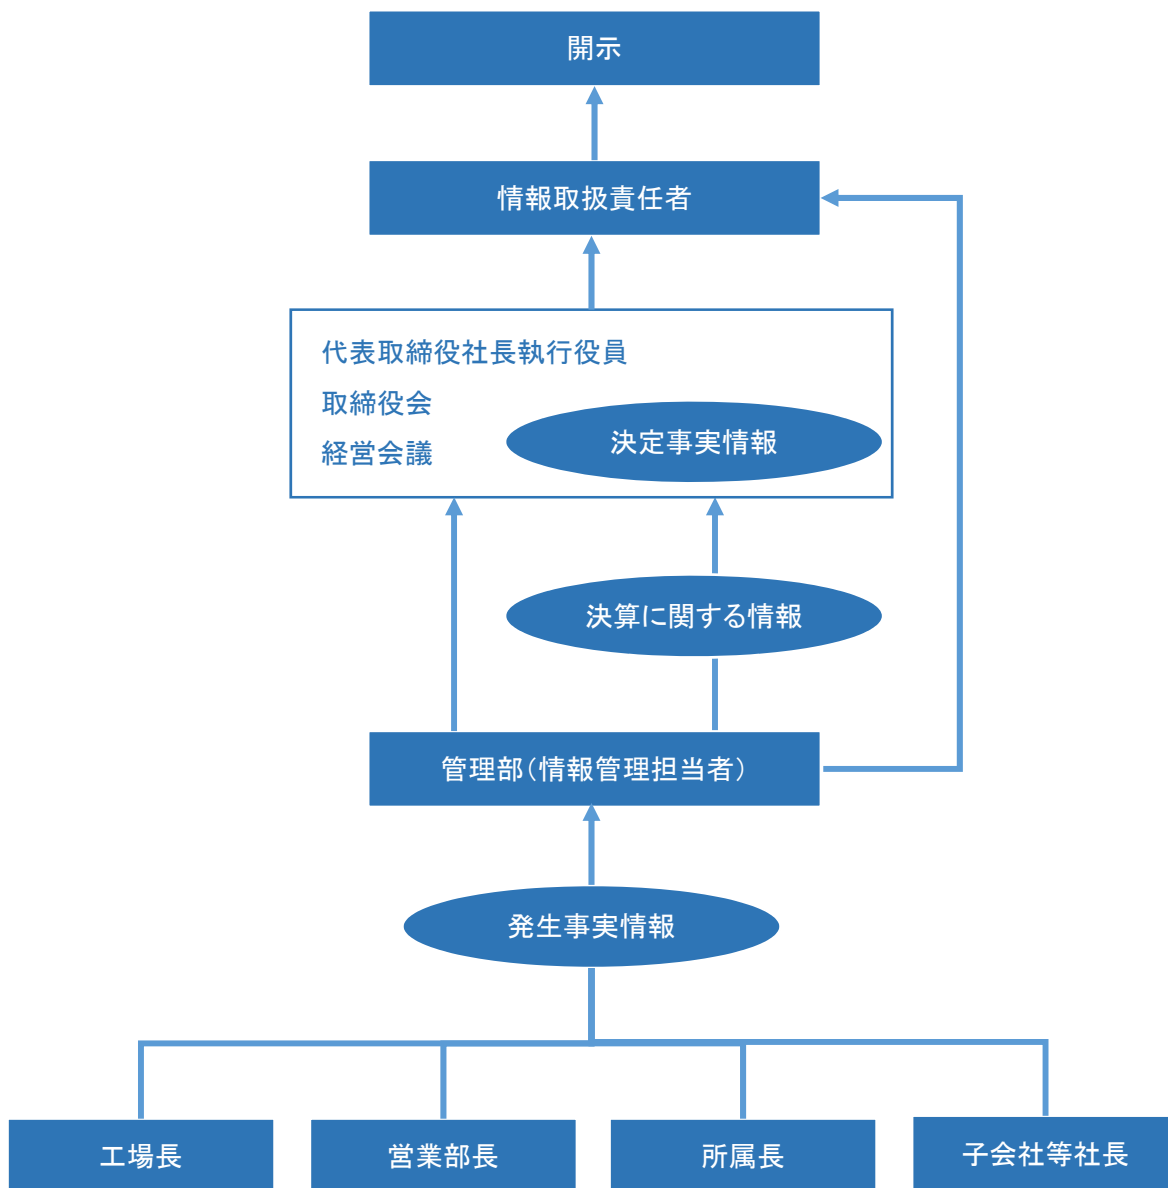 開示
情報取扱責任者
代表取締役社長執行役員
取締役会
経営会議
決定事実情報
決算に関する情報
管理部（情報管理担当者）
発生事実情報
工場長
営業部長
所属長
子会社等社長